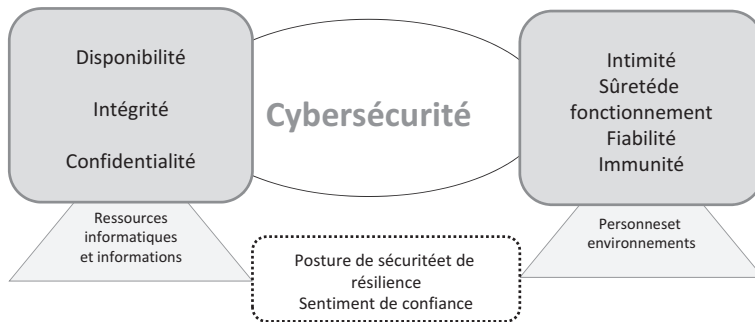 Disponibilité
Intégrité
Confidentialité
Ressources
informatiques
et informations
Cybersécurité
Intimité
Sûretéde
fonctionnement
Fiabilité
Immunité
Personneset
environnements
Posture de sécuritéet de
résilience
Sentiment de confiance